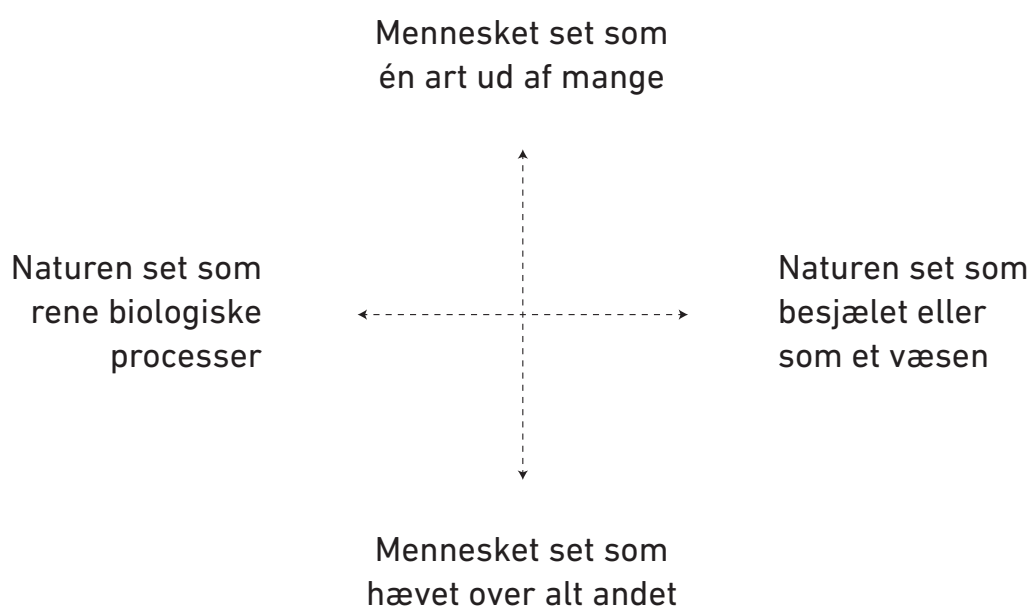 Mennesket set som
én art ud af mange
Naturen set som
rene biologiske
processer
Naturen set som
besjælet eller
som et væsen
Mennesket set som
hævet over alt andet